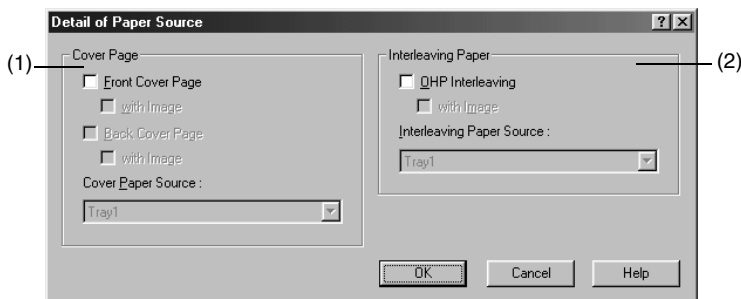 Detail of Paper Source
(1)
Cover Page
Front Cover Page
with Image
Back Cover Page
with Image
Cover Paper Source :
Tray1
Interleaving Paper
(2)
OHP Interleaving
with Image
Interleaving Paper Source :
Tray1
OK
Cancel
Help